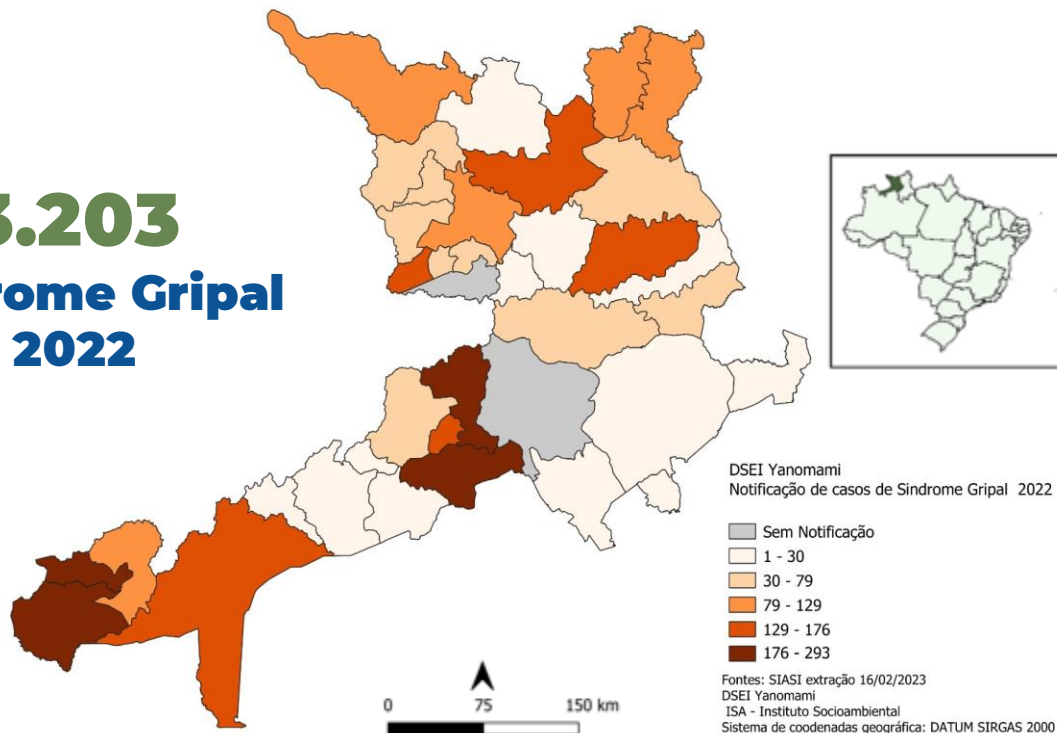 3.203
rome Gripal
2022
DSEI Yanomami
Notificação de casos de Sindrome Gripal 2022
Sem Notificação
1 - 30
30 - 79
79 - 129
129 - 176
176 - 293
Fontes: SIASI extração 16/02/2023
DSEI Yanomami
ISA - Instituto Socioambiental
Sistema de coodenadas geográfica: DATUM SIRGAS 2000
0 75 150 km